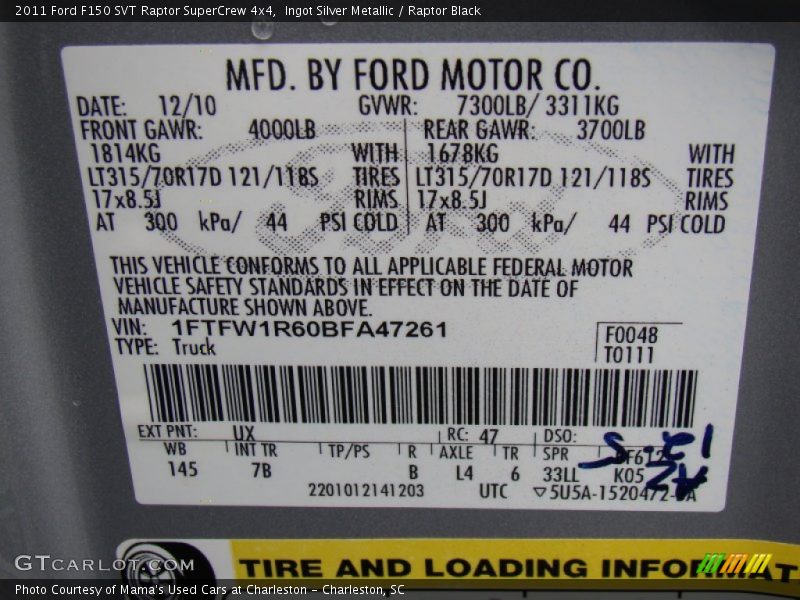 2011 Ford F150 SVT Raptor SuperCrew 4x4,  Ingot Silver Metallic / Raptor Black
MFD. BY FORD MOTOR CO.
DATE: 12/10 GVWR: 7300LB/ 3311KG
FRONT GAWR: 4000LB REAR GAWR: 3700LB
1814KG WITH 1678KG WITH
LT315/70R17D 121/118S TIRES LT315/70R17D 121/118S TIRES
17x8.5J RIMS 17x8.5J RIMS
AT 300 kPa/ 44 PSI COLD AT 300 kPa/ 44 PSI COLD
THIS VEHICLE CONFORMS TO ALL APPLICABLE FEDERAL MOTOR
VEHICLE SAFETY STANDARDS IN EFFECT ON THE DATE OF
MANUFACTURE SHOWN ABOVE.
VIN: 1FTFW1R60BFA47261
TYPE: Truck
F0048
T0111
EXT PNT: UX RC: 47 DSO:
WB INT TR TP/PS R AXLE TR SPR
145 7B B L4 6 33LL K05
2201012141203 UTC ▽5U5A-1520472-
TIRE AND LOADING INFORMAT
GTCARLOT.COM
Photo Courtesy of Mama's Used Cars at Charleston - Charleston, SC